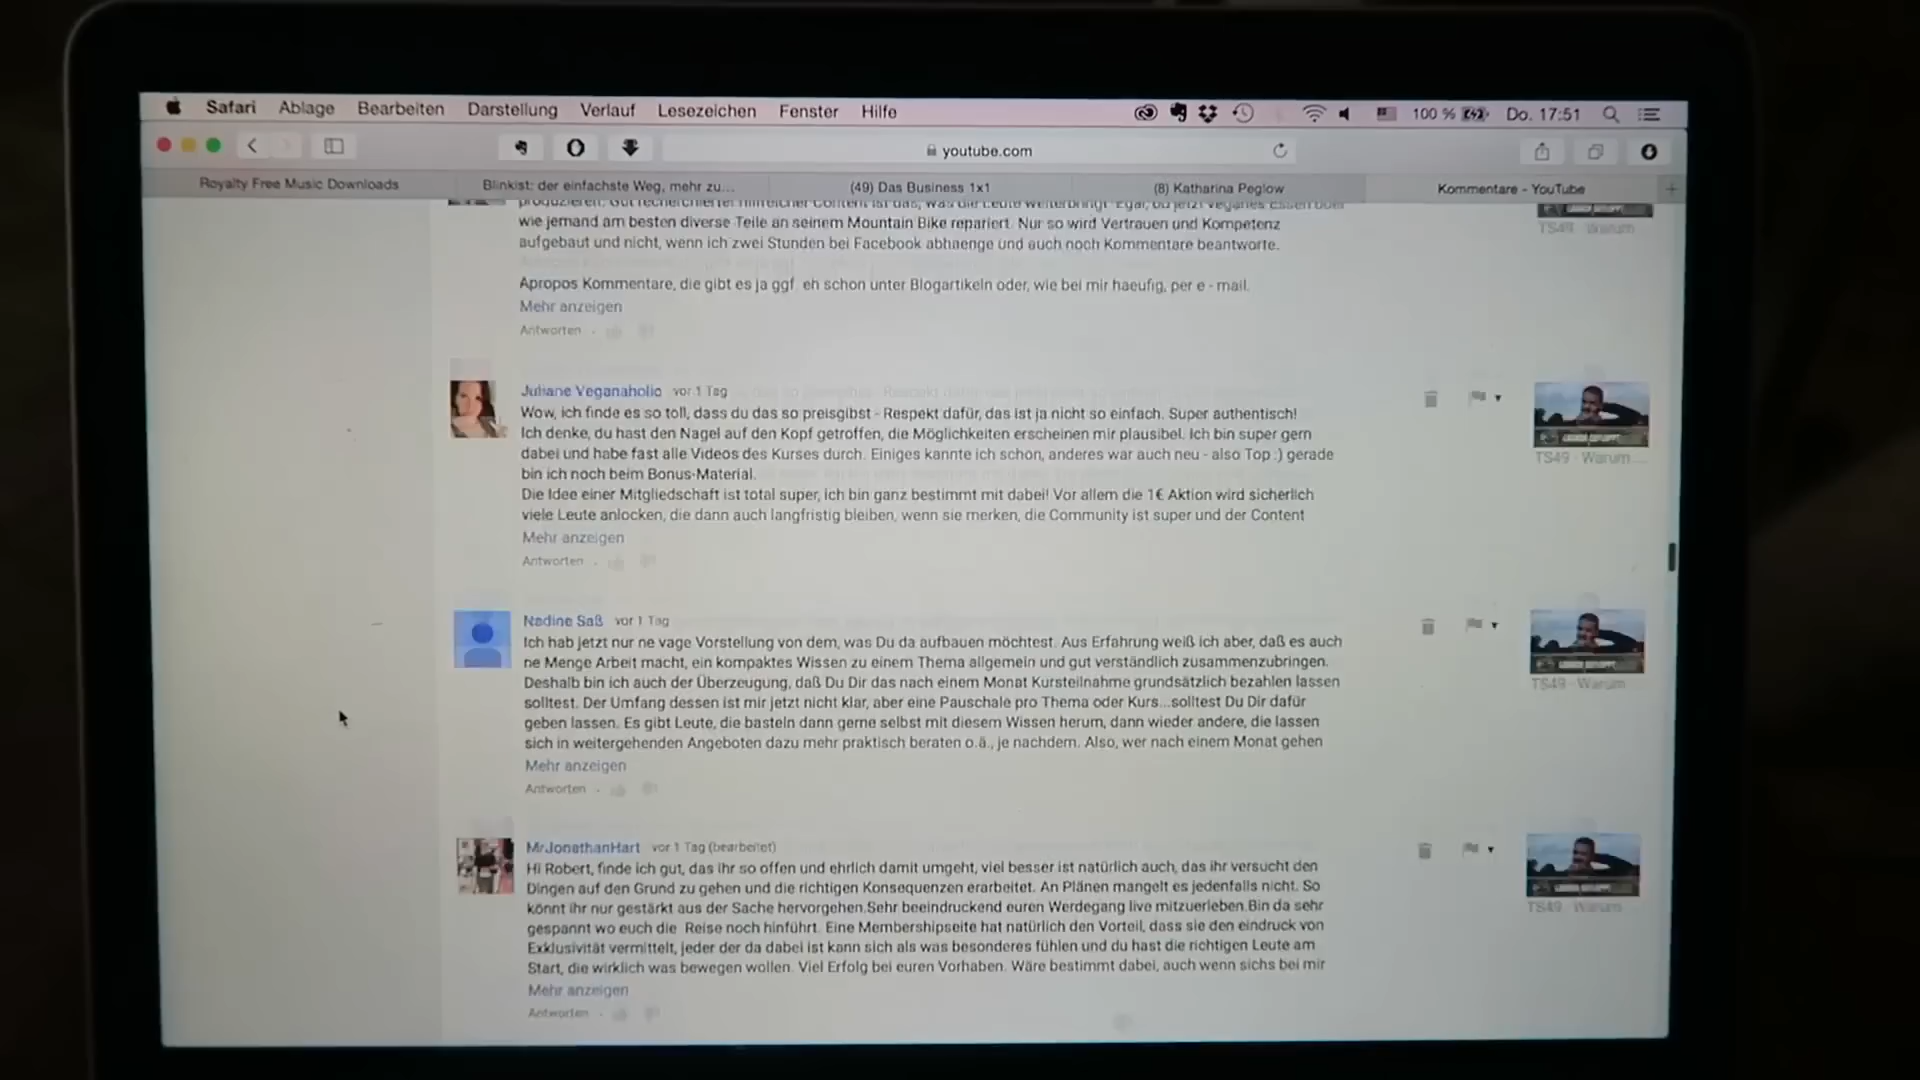 Safari Ablage Bearbeiten Darstellung Verlauf Lesezeichen Fenster Hilfe 100 % Do. 17:51
youtube.com
Royalty Free Music Downloads Blinkist: der einfachste Weg, mehr zu... (49) Das Business 1x1 (8) Katharina Peglow Kommentare - YouTube
wie jemand am besten diverse Teile an seinem Mountain Bike repariert. Nur so wird Vertrauen und Kompetenz
aufgebaut und nicht, wenn ich zwei Stunden bei Facebook abhaenge und auch noch Kommentare beantworte.
TS49 - Warum
Apropos Kommentare, die gibt es ja ggf. eh schon unter Blogartikeln oder, wie bei mir haeufig, per e - mail.
Mehr anzeigen
Antworten
Juliane Veganaholic vor 1 Tag
Wow, ich finde es so toll, dass du das so preisgibst - Respekt dafür, das ist ja nicht so einfach. Super authentisch!
Ich denke, du hast den Nagel auf den Kopf getroffen, die Möglichkeiten erscheinen mir plausibel. Ich bin super gern
dabei und habe fast alle Videos des Kurses durch. Einiges kannte ich schon, anderes war auch neu - also Top :) gerade
bin ich noch beim Bonus-Material.
Die Idee einer Mitgliedschaft ist total super, ich bin ganz bestimmt mit dabei! Vor allem die 1€ Aktion wird sicherlich
viele Leute anlocken, die dann auch langfristig bleiben, wenn sie merken, die Community ist super und der Content
Mehr anzeigen
Antworten
TS49 - Warum ...
Nadine Saß vor 1 Tag
Ich hab jetzt nur ne vage Vorstellung von dem, was Du da aufbauen möchtest. Aus Erfahrung weiß ich aber, daß es auch
ne Menge Arbeit macht, ein kompaktes Wissen zu einem Thema allgemein und gut verständlich zusammenzubringen.
Deshalb bin ich auch der Überzeugung, daß Du Dir das nach einem Monat Kursteilnahme grundsätzlich bezahlen lassen
solltest. Der Umfang dessen ist mir jetzt nicht klar, aber eine Pauschale pro Thema oder Kurs...solltest Du Dir dafür
geben lassen. Es gibt Leute, die basteln dann gerne selbst mit diesem Wissen herum, dann wieder andere, die lassen
sich in weitergehenden Angeboten dazu mehr praktisch beraten o.ä., je nachdem. Also, wer nach einem Monat gehen
Mehr anzeigen
Antworten
TS49 - Warum
MrJonathanHart vor 1 Tag (bearbeitet)
Hi Robert, finde ich gut, das ihr so offen und ehrlich damit umgeht, viel besser ist natürlich auch, das ihr versucht den
Dingen auf den Grund zu gehen und die richtigen Konsequenzen erarbeitet. An Plänen mangelt es jedenfalls nicht. So
könnt ihr nur gestärkt aus der Sache hervorgehen.Sehr beeindruckend euren Werdegang live mitzuerleben.Bin da sehr
gespannt wo euch die Reise noch hinführt. Eine Membershipseite hat natürlich den Vorteil, dass sie den eindruck von
Exklusivität vermittelt, jeder der da dabei ist kann sich als was besonderes fühlen und du hast die richtigen Leute am
Start, die wirklich was bewegen wollen. Viel Erfolg bei euren Vorhaben. Wäre bestimmt dabei, auch wenn sichs bei mir
Mehr anzeigen
Antworten
TS49 - Warum